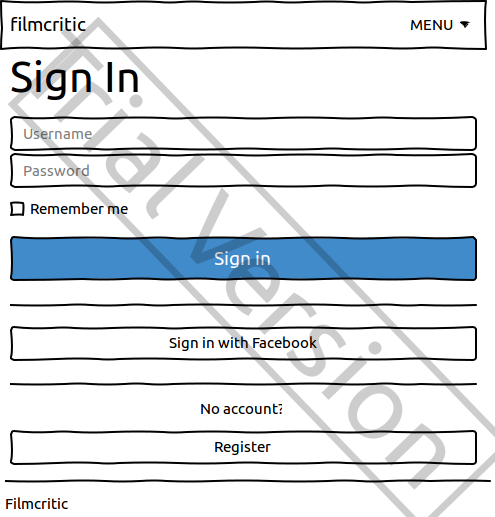 filmcritic MENU
Sign In
Username
Password
Remember me
Sign in
Sign in with Facebook
No account?
Register
Filmcritic
Trial Version